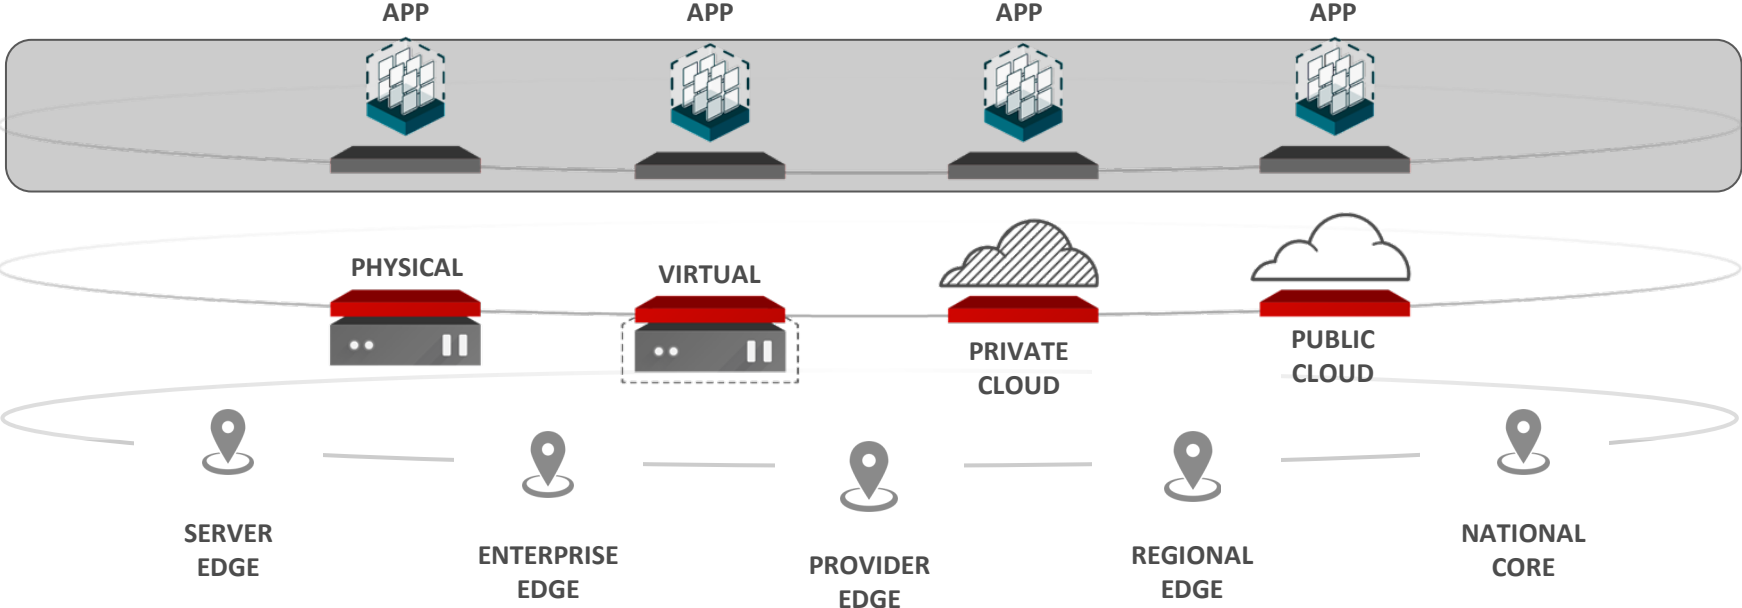 APP
APP
APP
APP
PHYSICAL
VIRTUAL
PRIVATE
CLOUD
PUBLIC
CLOUD
SERVER
EDGE
ENTERPRISE
EDGE
PROVIDER
EDGE
REGIONAL
EDGE
NATIONAL
CORE